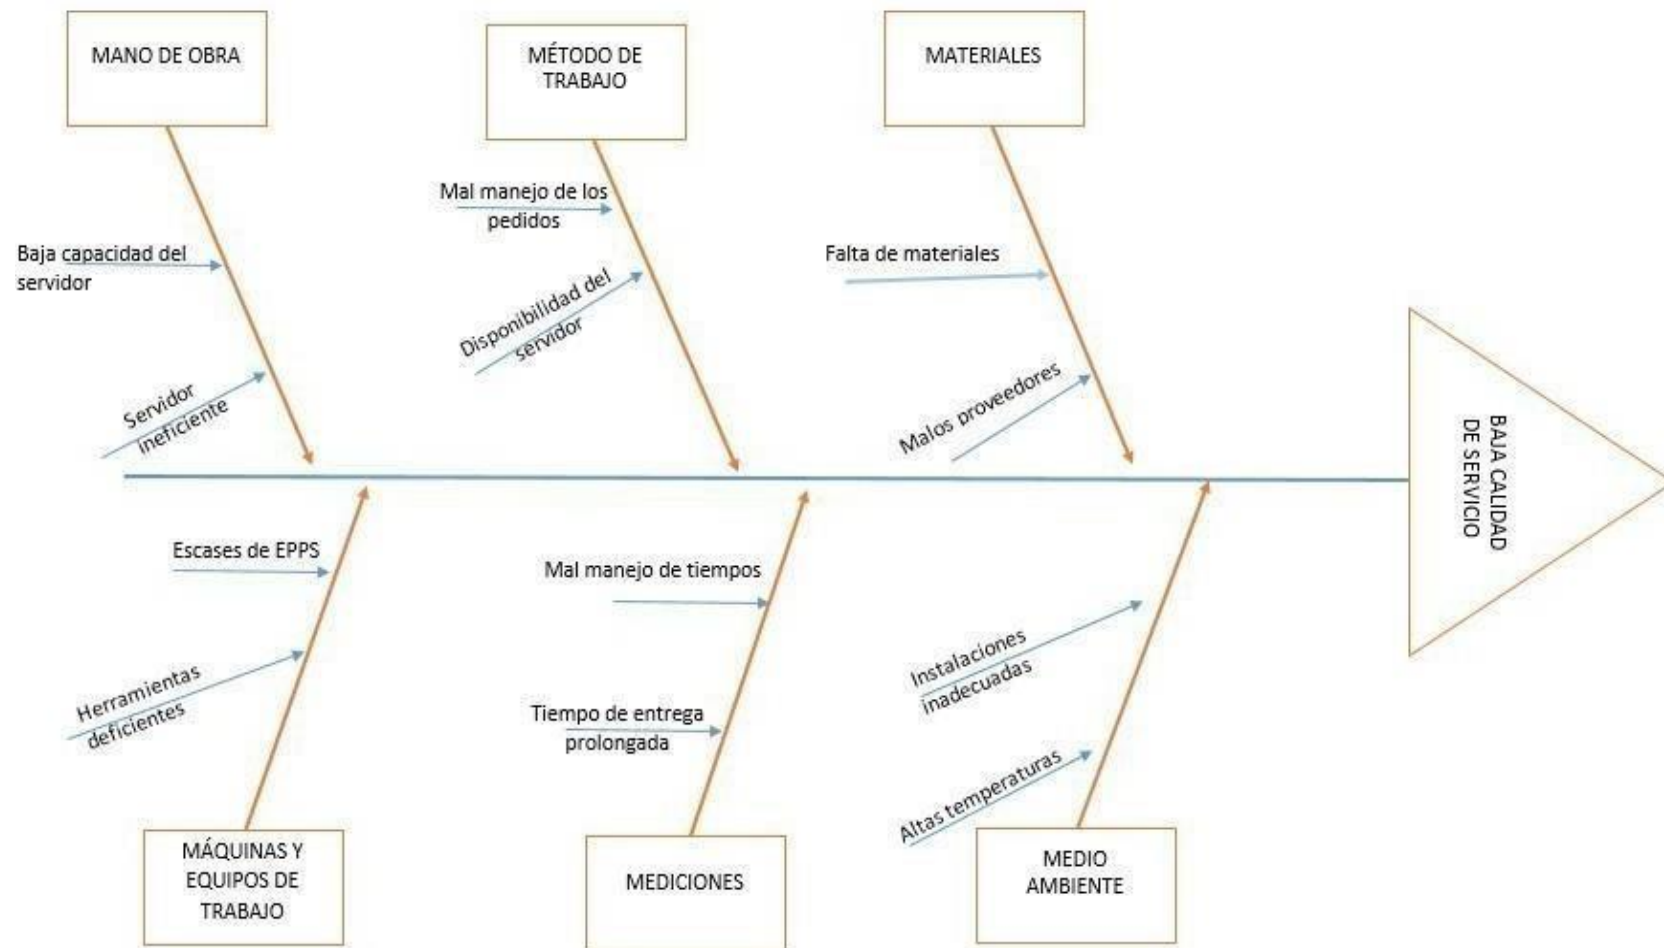 MANO DE OBRA
MÉTODO DE
TRABAJO
MATERIALES
Mal manejo de los
pedidos
Baja capacidad del
servidor
Falta de materiales
Disponibilidad del
servidor
Servidor
ineficiente
Malos proveedores
BAJA CALIDAD
DE SERVICIO
Escases de EPPS
Mal manejo de tiempos
Herramientas
deficientes
Instalaciones
inadecuadas
Tiempo de entrega
prolongada
Altas temperaturas
MÁQUINAS Y
EQUIPOS DE
TRABAJO
MEDICIONES
MEDIO
AMBIENTE